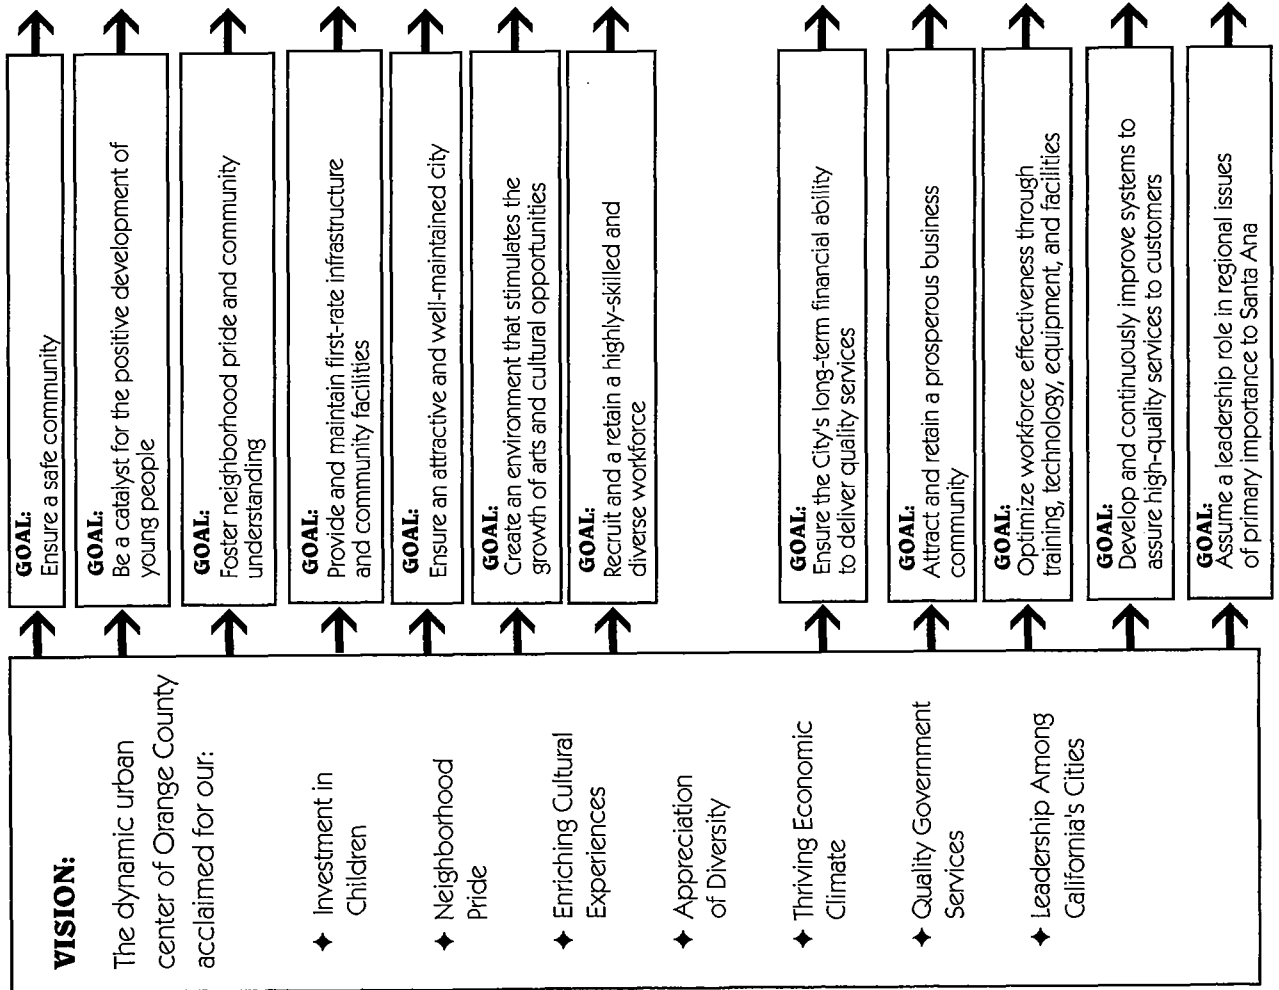 VISION:
The dynamic urban
center of Orange County
acclaimed for our:
✦ Investment in
Children
✦ Neighborhood
Pride
✦ Enriching Cultural
Experiences
✦ Appreciation
of Diversity
✦ Thriving Economic
Climate
✦ Quality Government
Services
✦ Leadership Among
California's Cities
GOAL:
Ensure a safe community
GOAL:
Be a catalyst for the positive development of
young people
GOAL:
Foster neighborhood pride and community
understanding
GOAL:
Provide and maintain first-rate infrastructure
and community facilities
GOAL:
Ensure an attractive and well-maintained city
GOAL:
Create an environment that stimulates the
growth of arts and cultural opportunities
GOAL:
Recruit and a retain a highly-skilled and
diverse workforce
GOAL:
Ensure the City's long-term financial ability
to deliver quality services
GOAL:
Attract and retain a prosperous business
community
GOAL:
Optimize workforce effectiveness through
training, technology, equipment, and facilities
GOAL:
Develop and continuously improve systems to
assure high-quality services to customers
GOAL:
Assume a leadership role in regional issues
of primary importance to Santa Ana